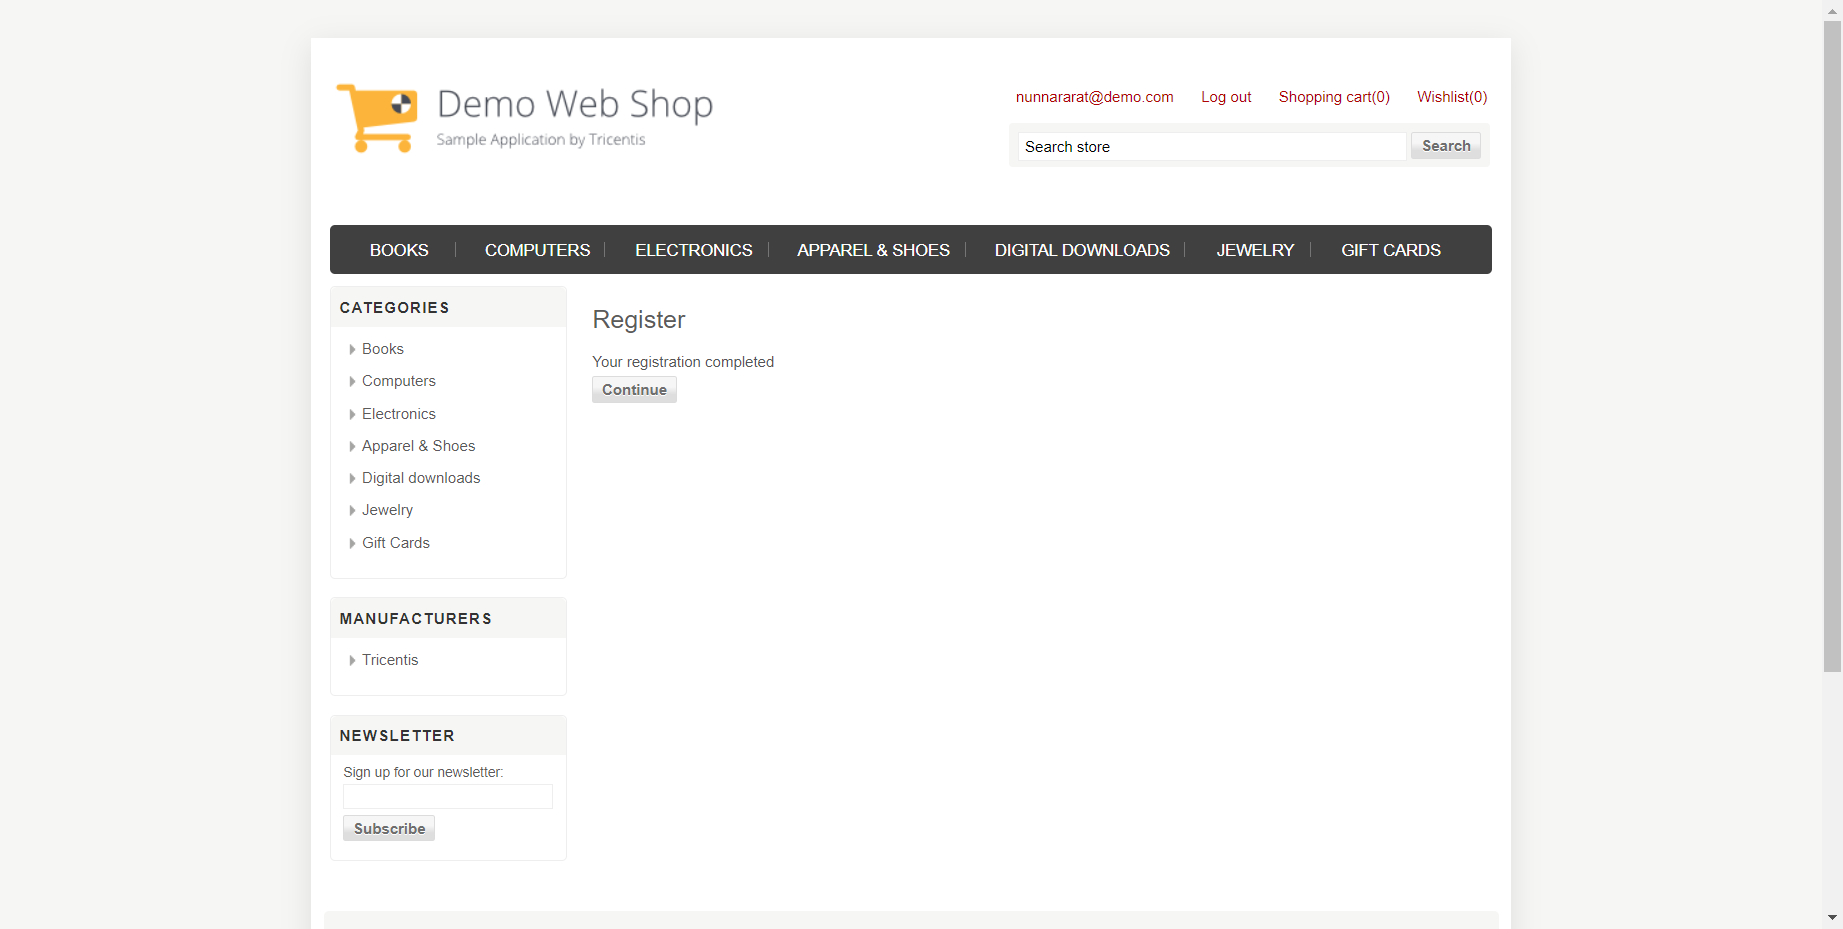 Demo Web Shop
Sample Application by Tricentis
nunnararat@demo.com Log out Shopping cart(0) Wishlist(0)
Search store Search
BOOKS COMPUTERS ELECTRONICS APPAREL & SHOES DIGITAL DOWNLOADS JEWELRY GIFT CARDS
CATEGORIES
Books
Computers
Electronics
Apparel & Shoes
Digital downloads
Jewelry
Gift Cards
MANUFACTURERS
Tricentis
NEWSLETTER
Sign up for our newsletter:
Subscribe
Register
Your registration completed
Continue